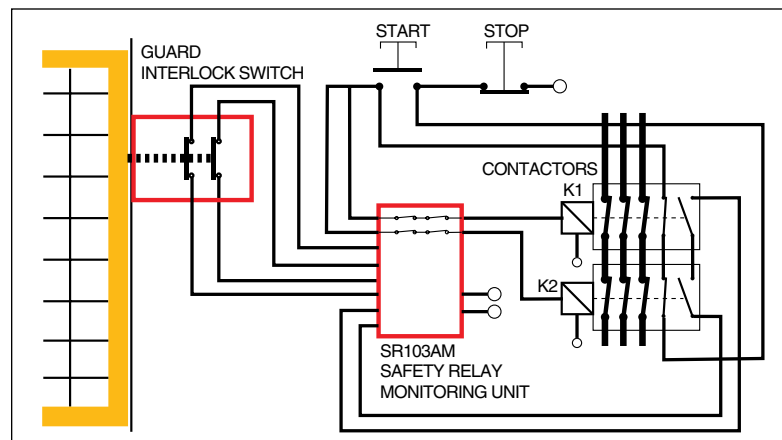 START
STOP
GUARD
INTERLOCK SWITCH
CONTACTORS
K1
K2
SR103AM
SAFETY RELAY
MONITORING UNIT